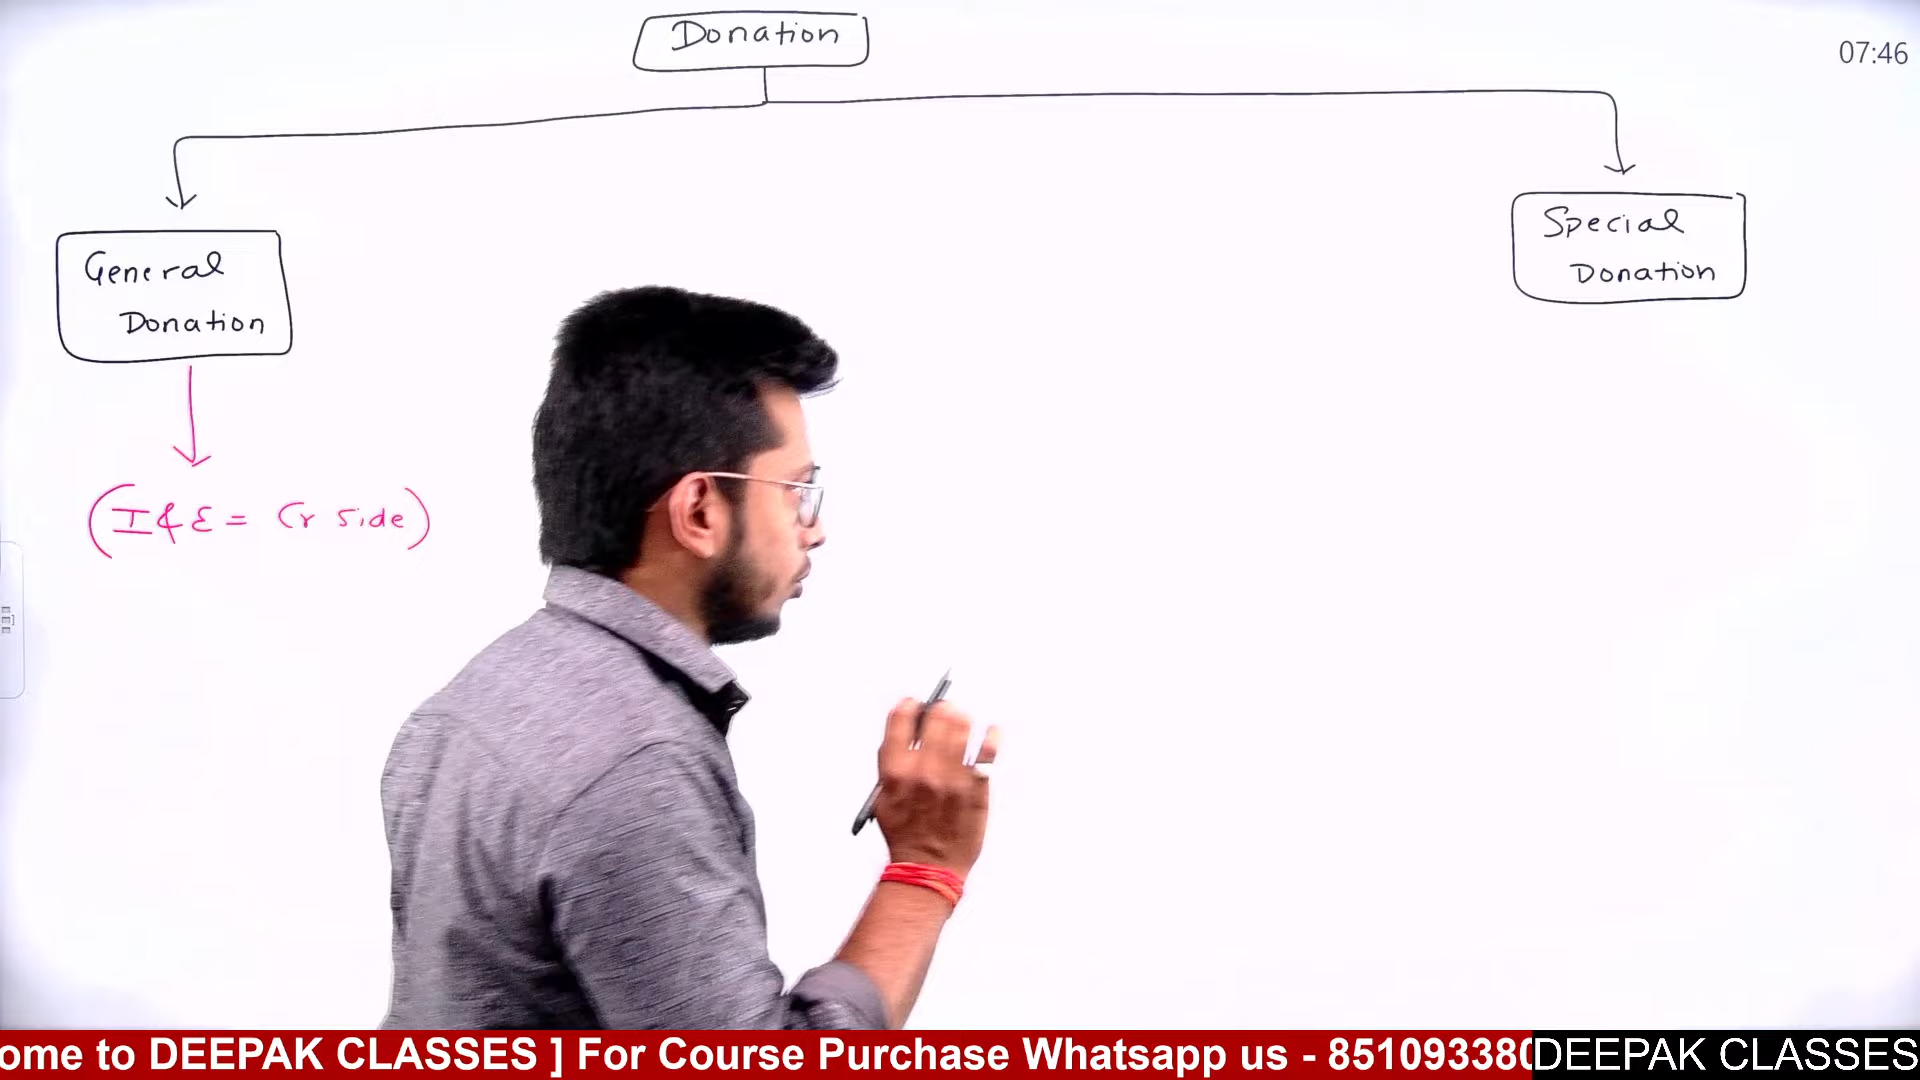 Donation
07:46
General
Donation
Special
Donation
(I & E = Cr side)
ome to DEEPAK CLASSES ] For Course Purchase Whatsapp us - 851093380
DEEPAK CLASSES